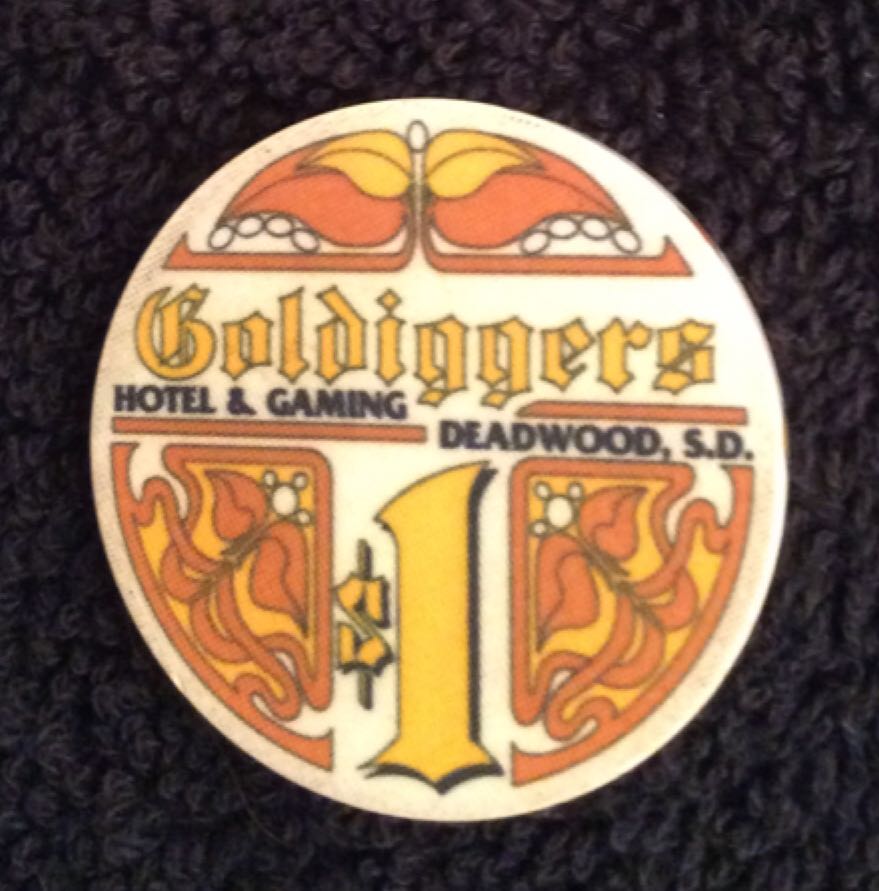 Goldiggers
HOTEL & GAMING
DEADWOOD, S.D.
$1